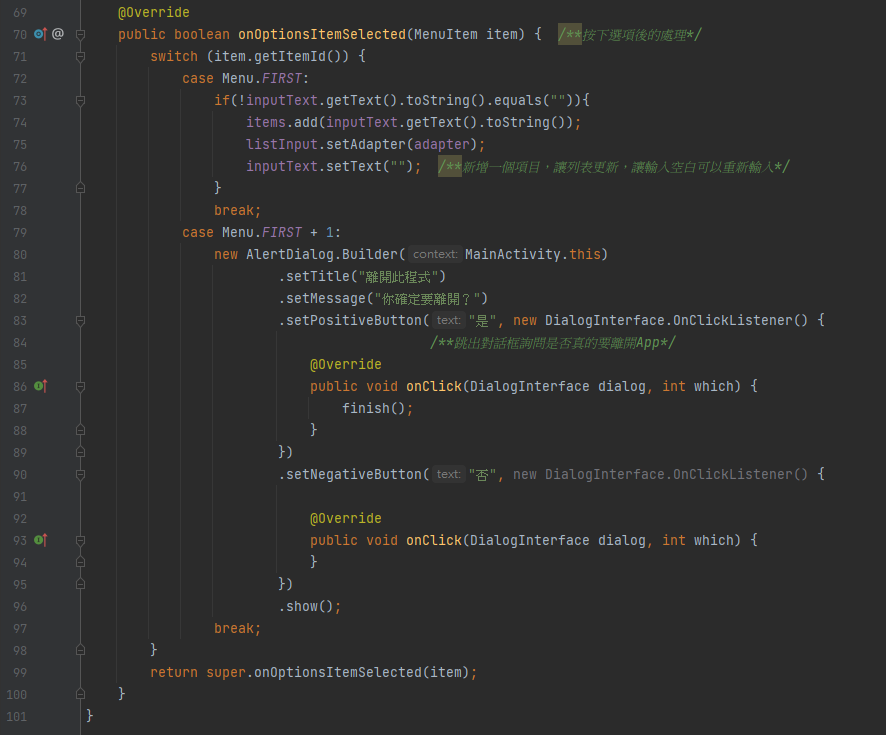 69 @Override
70 @ public boolean onOptionsItemSelected(MenuItem item) { /**按下選項後的處理*/
71 switch (item.getItemId()) {
72 case Menu.FIRST:
73 if(!inputText.getText().toString().equals("")){
74 items.add(inputText.getText().toString());
75 listInput.setAdapter(adapter);
76 inputText.setText(""); /**新增一個項目，讓列表更新，讓輸入空白可以重新輸入*/
77 }
78 break;
79 case Menu.FIRST + 1:
80 new AlertDialog.Builder( context: MainActivity.this)
81 .setTitle("離開此程式")
82 .setMessage("你確定要離開？")
83 .setPositiveButton( text: "是", new DialogInterface.OnClickListener() {
84 /**跳出對話框詢問是否真的要離開App*/
85 @Override
86 public void onClick(DialogInterface dialog, int which) {
87 finish();
88 }
89 })
90 .setNegativeButton( text: "否", new DialogInterface.OnClickListener() {
91
92 @Override
93 public void onClick(DialogInterface dialog, int which) {
94 }
95 })
96 .show();
97 break;
98 }
99 return super.onOptionsItemSelected(item);
100 }
101 }